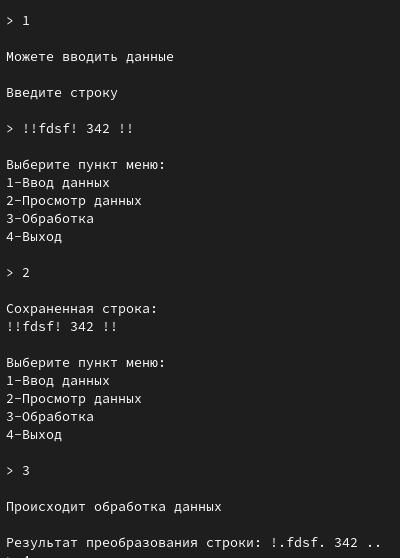 > 1
Можете вводить данные
Введите строку
> !!fdsf! 342 !!
Выберите пункт меню:
1-Ввод данных
2-Просмотр данных
3-Обработка
4-Выход
> 2
Сохраненная строка:
!!fdsf! 342 !!
Выберите пункт меню:
1-Ввод данных
2-Просмотр данных
3-Обработка
4-Выход
> 3
Происходит обработка данных
Результат преобразования строки: !.fdsf. 342 ..